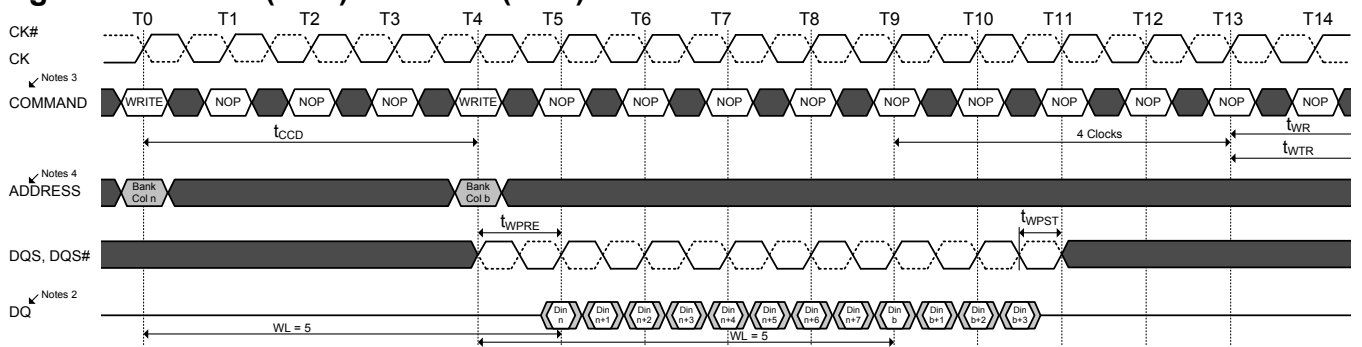 T0 T1 T2 T3 T4 T5 T6 T7 T8 T9 T10 T11 T12 T13 T14
CK#
CK
Notes 3
COMMAND WRITE NOP NOP NOP WRITE NOP NOP NOP NOP NOP NOP NOP NOP NOP NOP
tCCD 4 Clocks tWR
tWTR
Notes 4
ADDRESS
Bank Col n
Bank Col b
tWPRE tWPST
DQS, DQS#
Notes 2
DQ
Din n
Din n+1
Din n+2
Din n+3
Din n+4
Din n+5
Din n+6
Din n+7
Din b
Din b+1
Din b+2
Din b+3
WL = 5 WL = 5